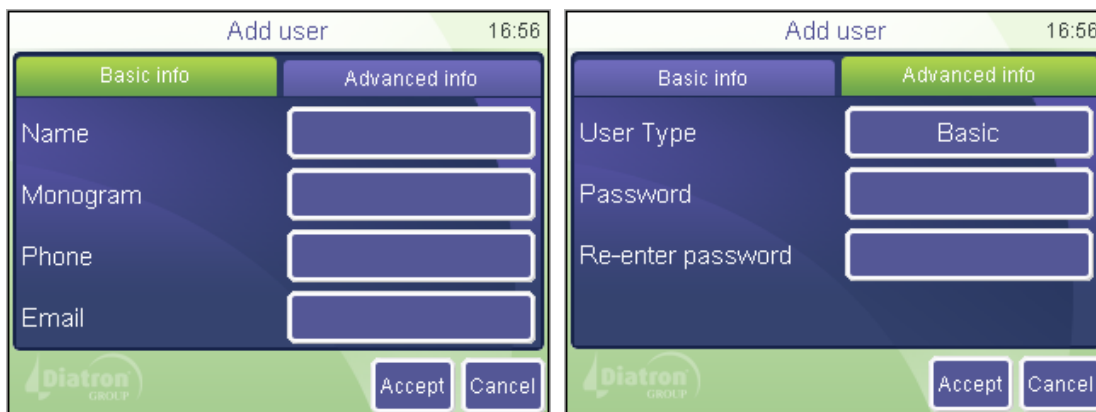 Add user 16:56
Basic info Advanced info
Name
Monogram
Phone
Email
Diatron
GROUP
Accept Cancel
Add user 16:56
Basic info Advanced info
User Type Basic
Password
Re-enter password
Diatron
GROUP
Accept Cancel